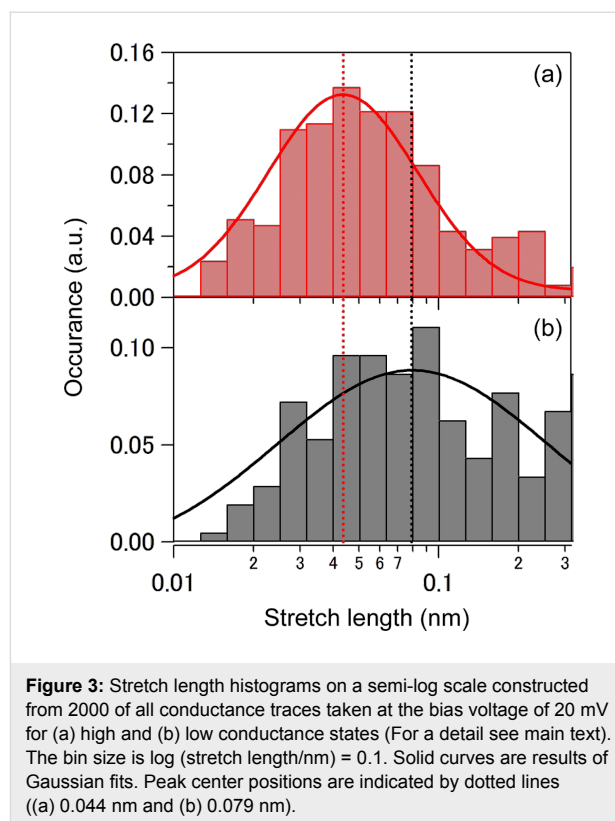 0.16
(a)
0.12
0.08
0.04
0.00
Occurance (a.u.)
(b)
0.10
0.05
0.00
2 3 4 5 6 7 2 3
0.01 0.1
Stretch length (nm)
Figure 3: Stretch length histograms on a semi-log scale constructed
from 2000 of all conductance traces taken at the bias voltage of 20 mV
for (a) high and (b) low conductance states (For a detail see main text).
The bin size is log (stretch length/nm) = 0.1. Solid curves are results of
Gaussian fits. Peak center positions are indicated by dotted lines
((a) 0.044 nm and (b) 0.079 nm).